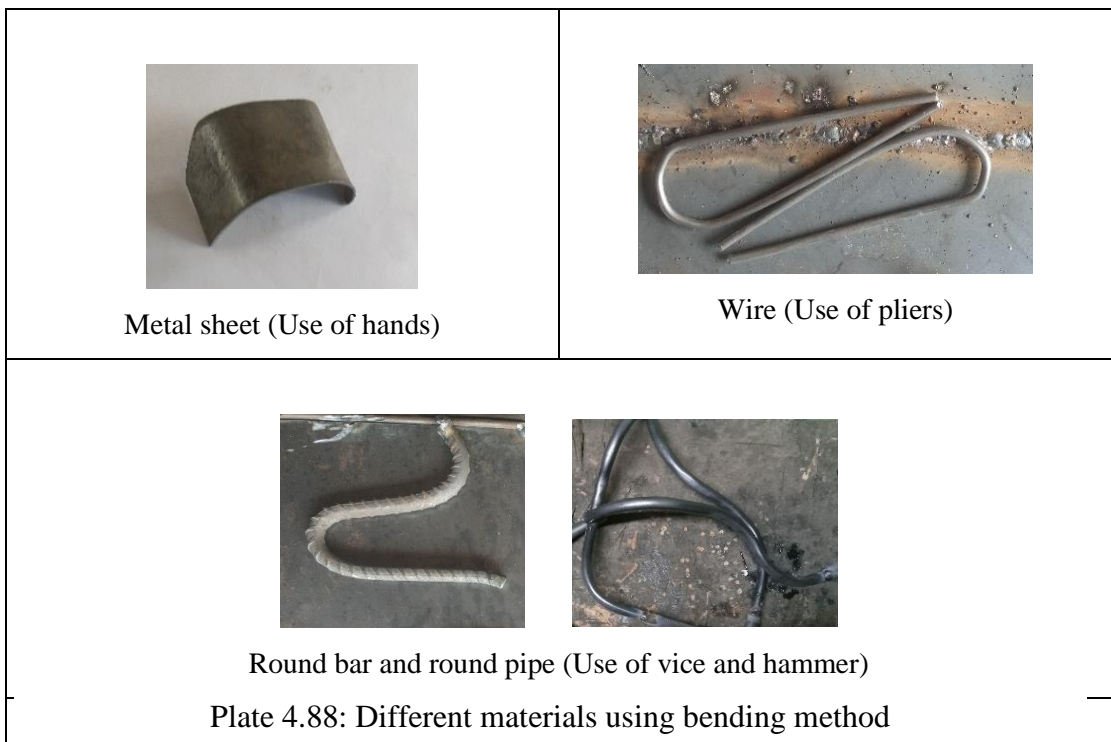 Metal sheet (Use of hands)
Wire (Use of pliers)
Round bar and round pipe (Use of vice and hammer)
Plate 4.88: Different materials using bending method